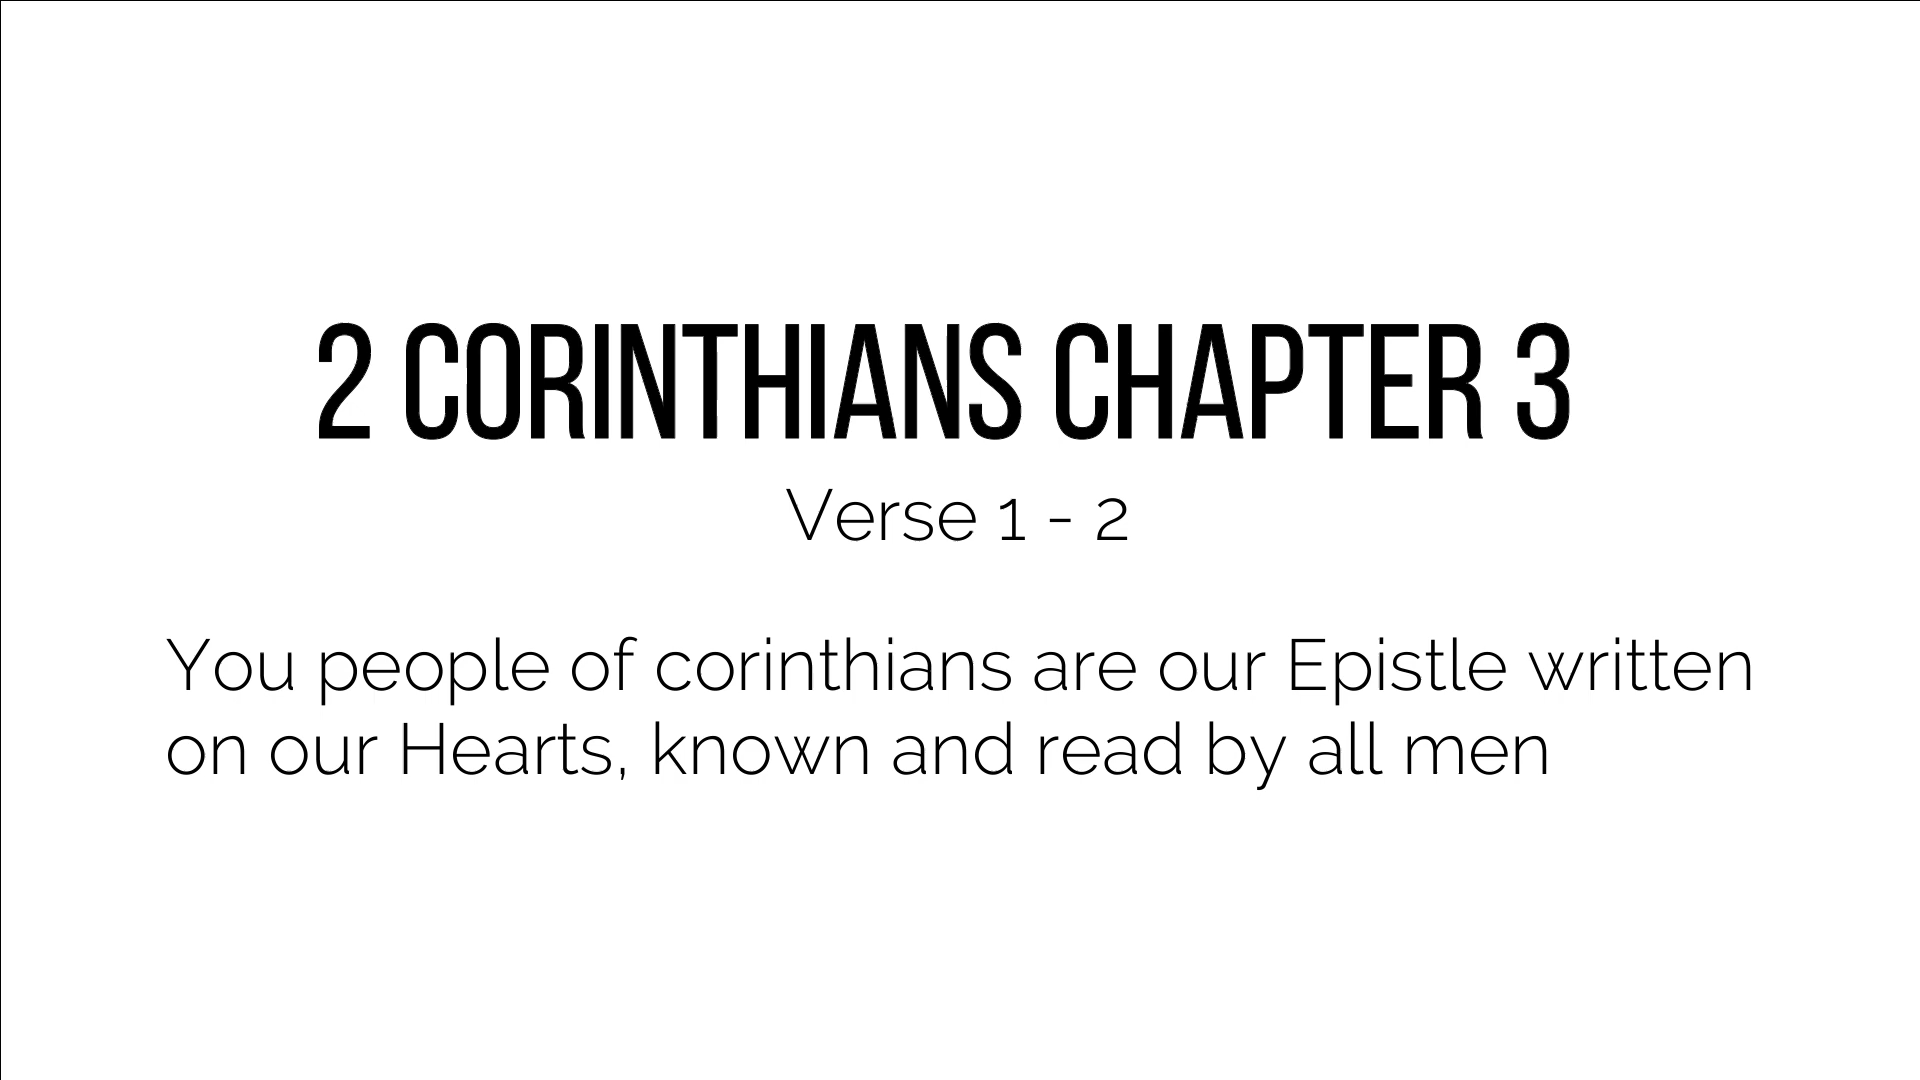 2 CORINTHIANS CHAPTER 3
Verse 1 - 2
You people of corinthians are our Epistle written
on our Hearts, known and read by all men